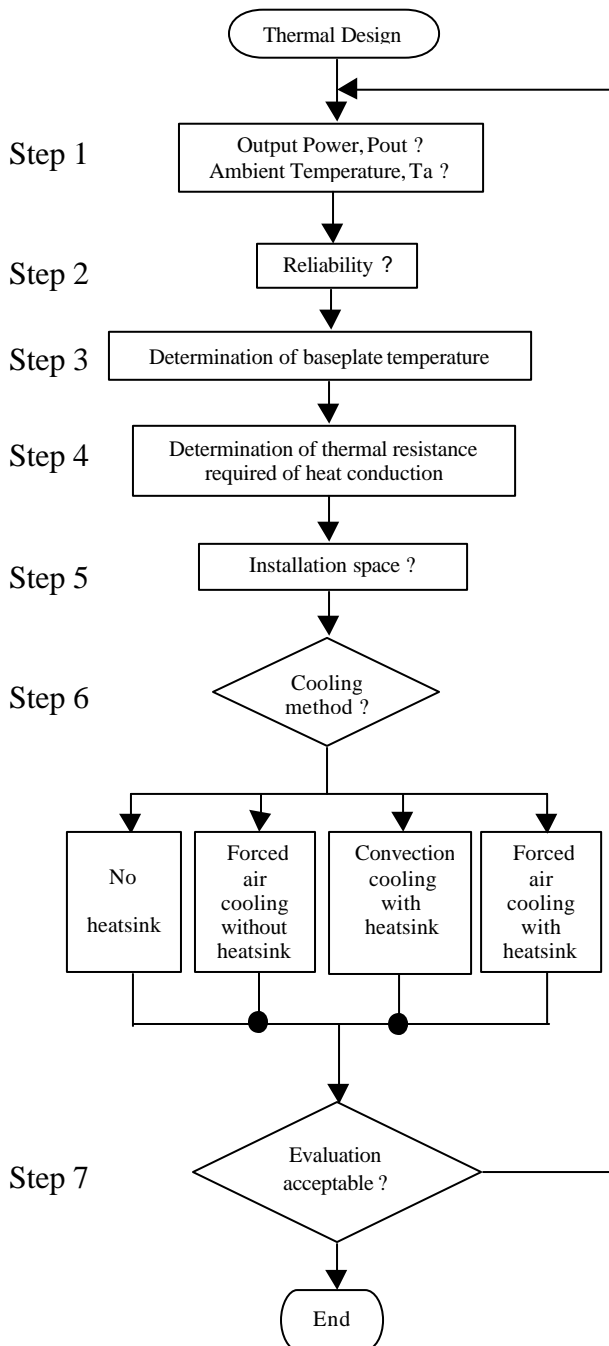 Thermal Design
Step 1
Output Power, Pout ?
Ambient Temperature, Ta ?
Step 2
Reliability ?
Step 3
Determination of baseplate temperature
Step 4
Determination of thermal resistance
required of heat conduction
Step 5
Installation space ?
Step 6
Cooling
method ?
No
heatsink
Forced
air
cooling
without
heatsink
Convection
cooling
with
heatsink
Forced
air
cooling
with
heatsink
Step 7
Evaluation
acceptable ?
End